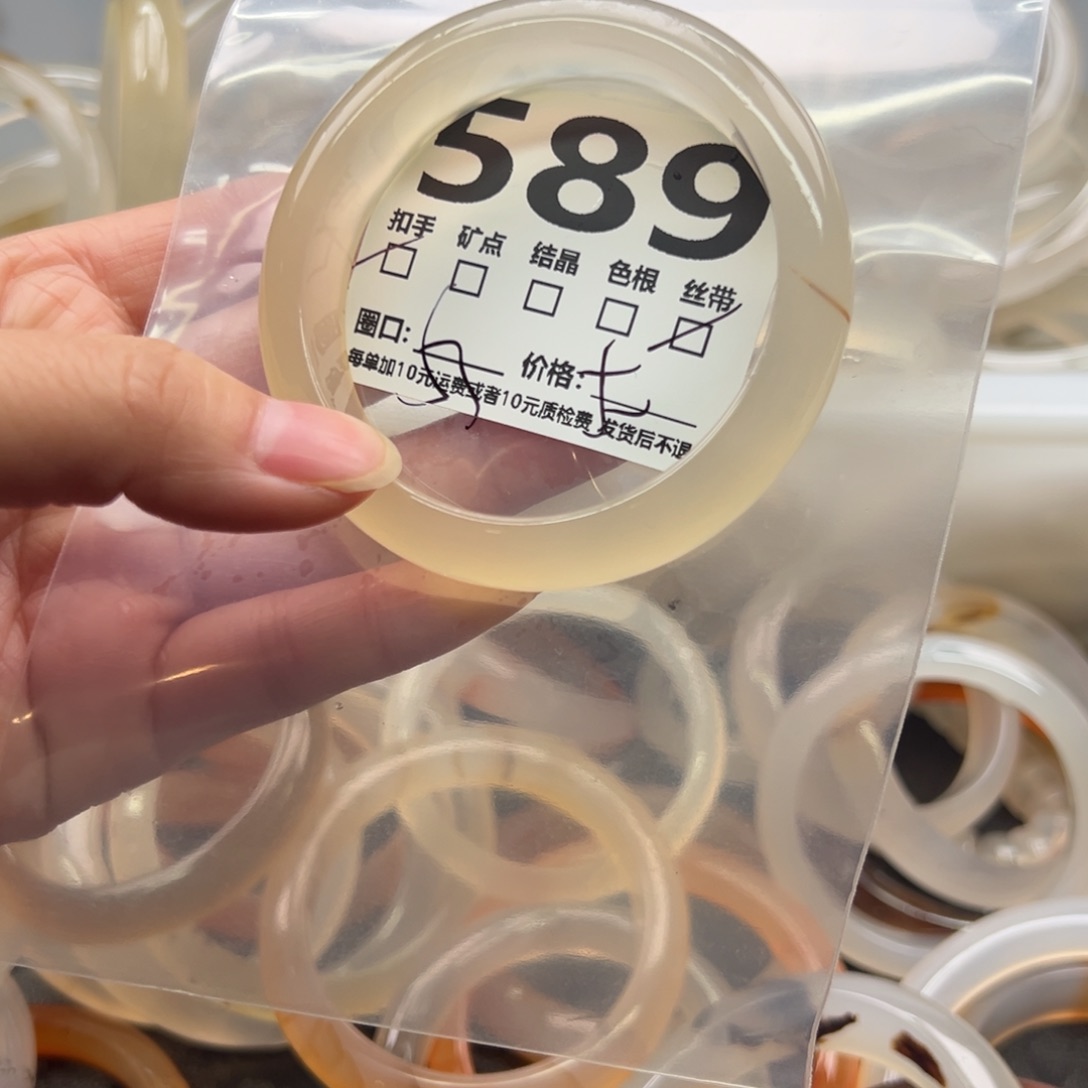 589
扣手 矿点 结晶 色根 丝带
圈口: 价格:
每单加10元运费或者10元质检费 发货后不退